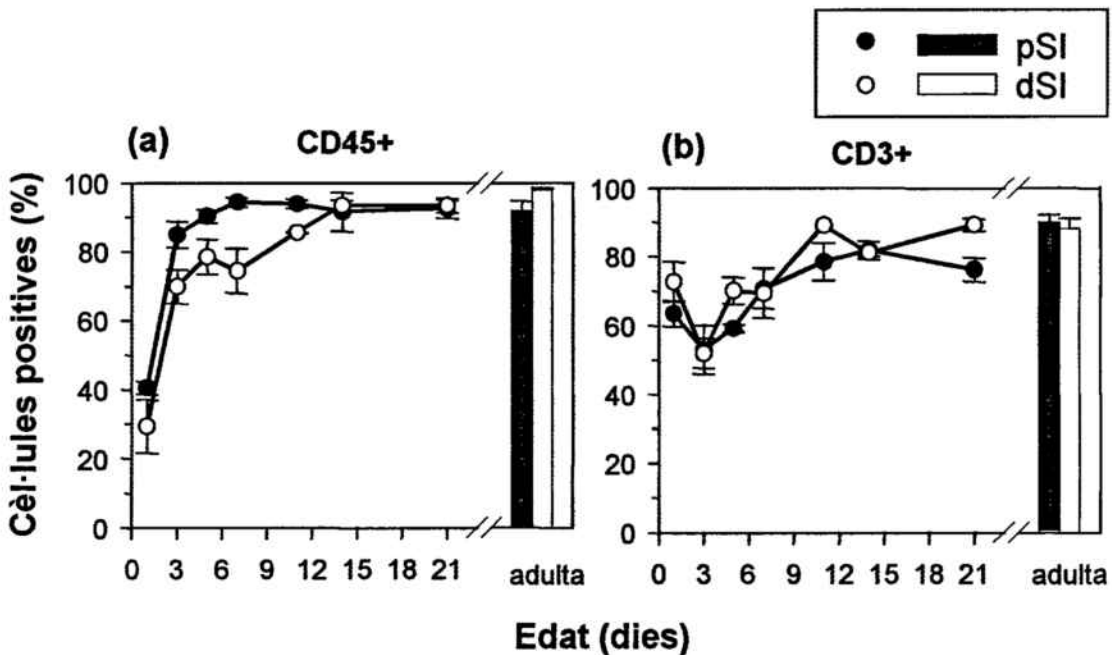 pSI
dSI
(a) CD45+
(b) CD3+
Cèl·lules positives (%)
100
80
60
40
20
0
100
80
60
40
20
0
0 3 6 9 12 15 18 21 adulta
0 3 6 9 12 15 18 21 adulta
Edat (dies)